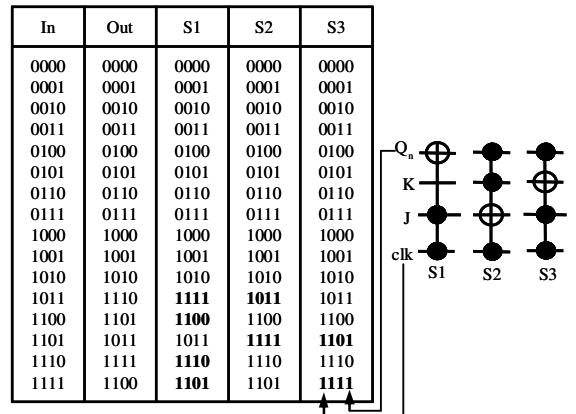 In Out S1 S2 S3
0000 0000 0000 0000 0000
0001 0001 0001 0001 0001
0010 0010 0010 0010 0010
0011 0011 0011 0011 0011
0100 0100 0100 0100 0100
0101 0101 0101 0101 0101
0110 0110 0110 0110 0110
0111 0111 0111 0111 0111
1000 1000 1000 1000 1000
1001 1001 1001 1001 1001
1010 1010 1010 1010 1010
1011 1110 1111 1011 1011
1100 1101 1100 1100 1100
1101 1011 1011 1111 1101
1110 1111 1110 1110 1110
1111 1100 1101 1101 1111
Qn
K
J
clk
S1 S2 S3